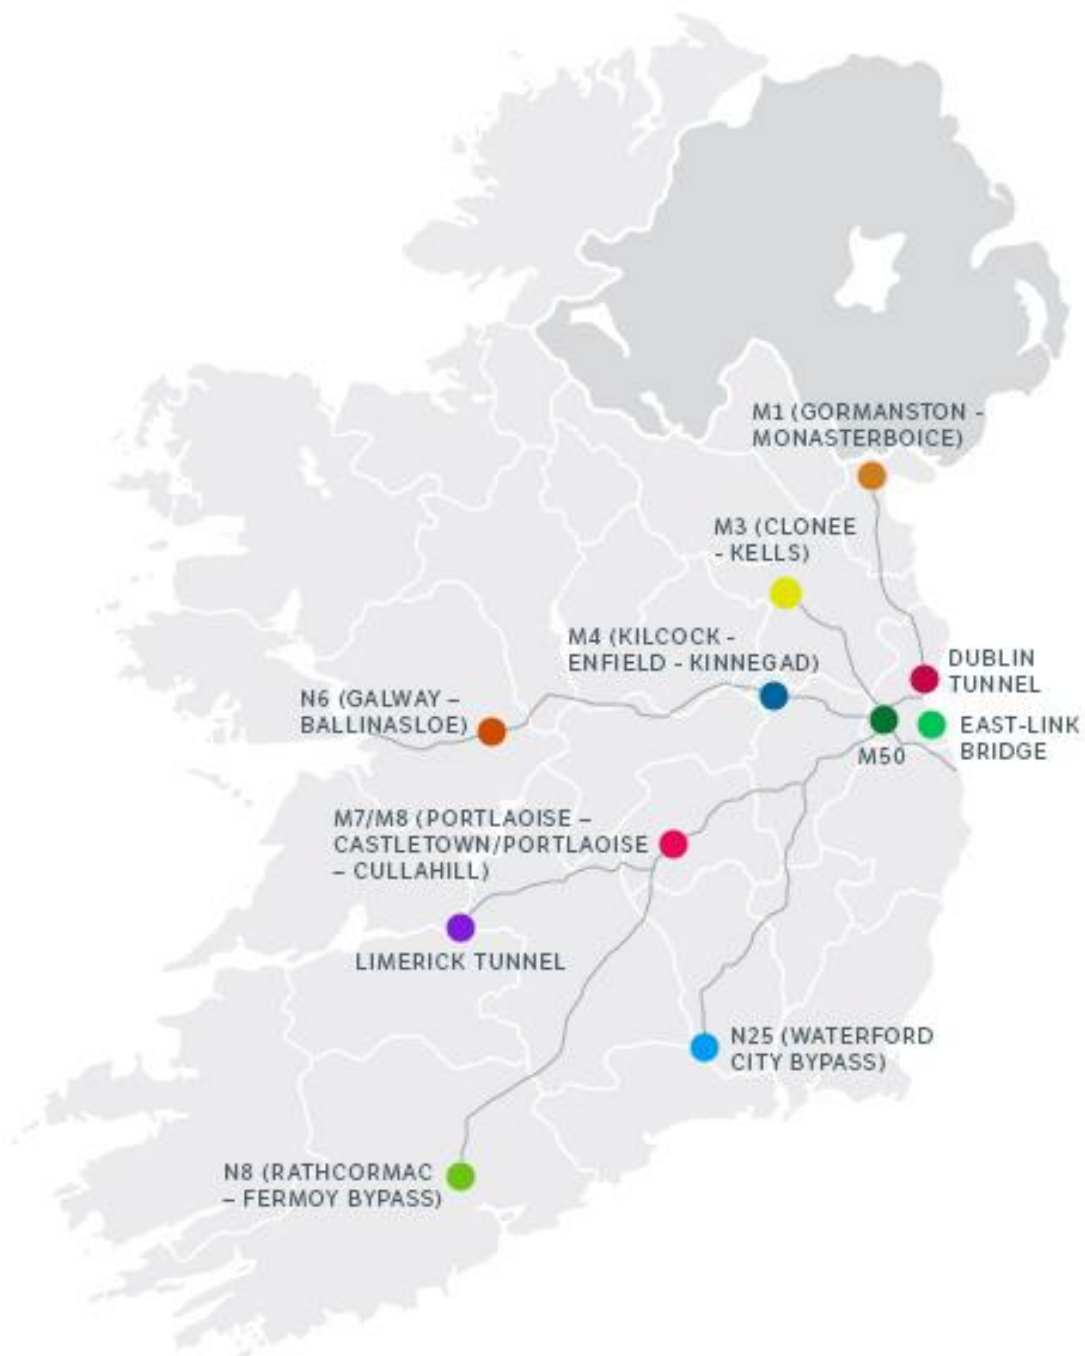 M1 (GORMANSTON -
MONASTERBOICE)
M3 (CLONEE
- KELLS)
M4 (KILCOCK -
ENFIELD - KINNEGAD)
DUBLIN
TUNNEL
N6 (GALWAY –
BALLINASLOE)
EAST-LINK
BRIDGE
M50
M7/M8 (PORTLAOISE –
CASTLETOWN/PORTLAOISE
– CULLAHILL)
LIMERICK TUNNEL
N25 (WATERFORD
CITY BYPASS)
N8 (RATHCORMAC
– FERMOY BYPASS)